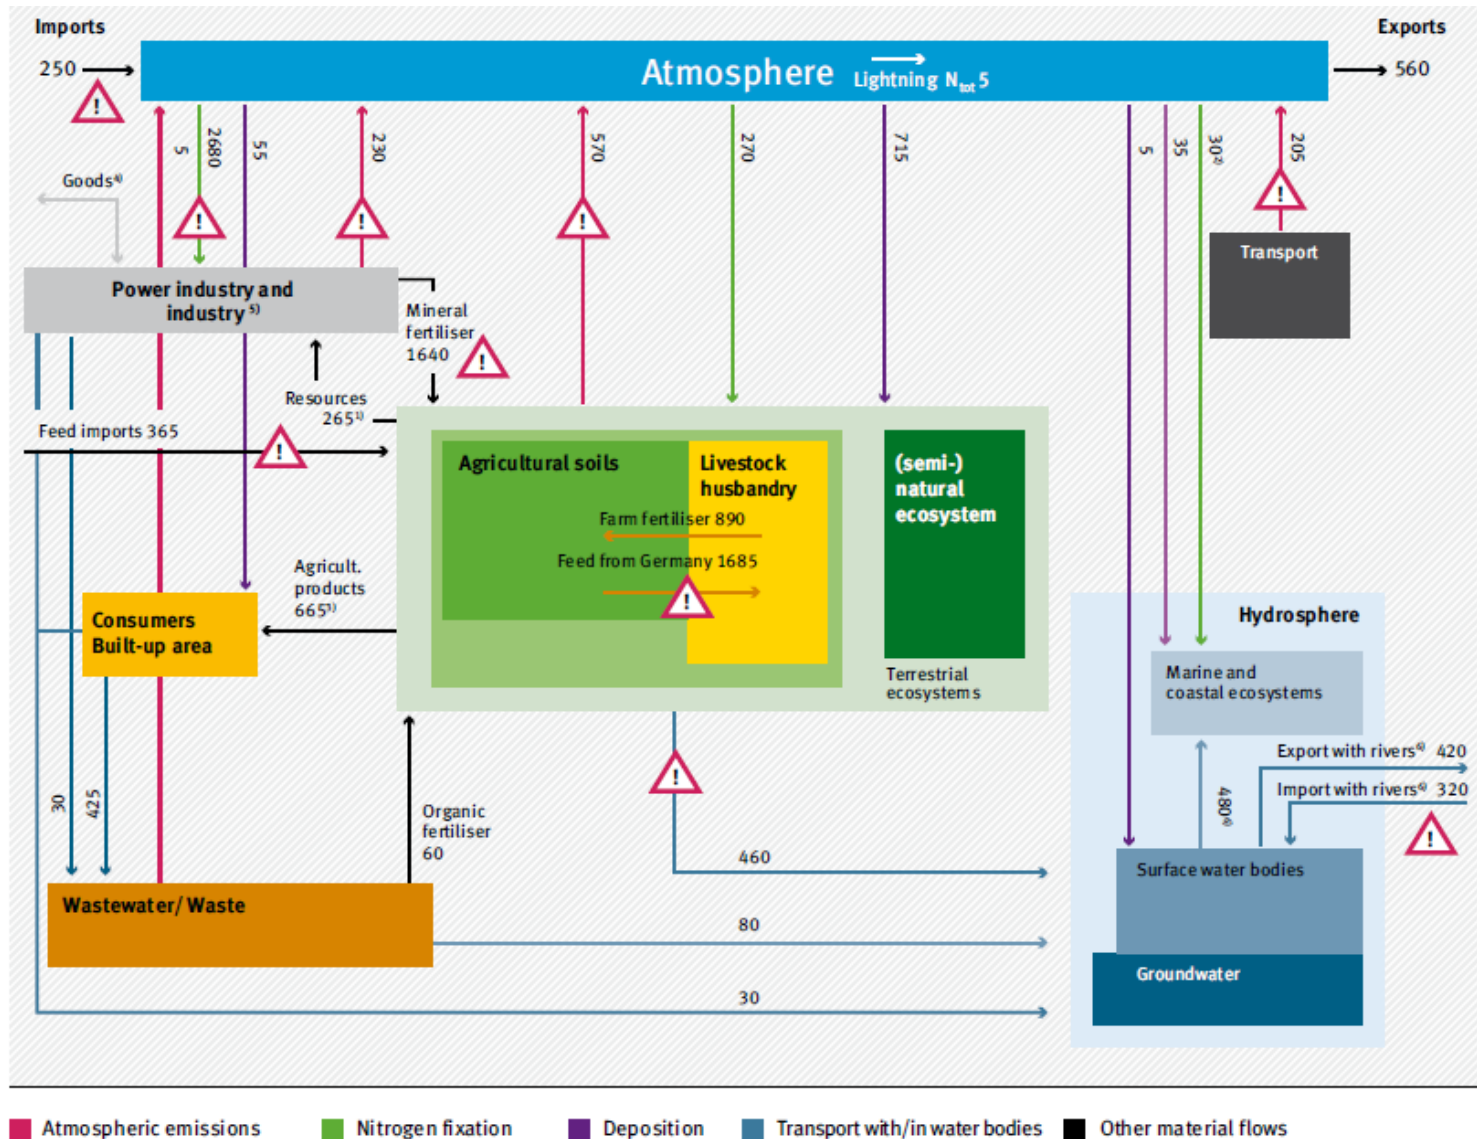 Imports
Exports
250
Atmosphere
Lightning Ntot 5
560
5
2680
55
230
570
270
715
5
35
30²⁾
205
Goods⁴⁾
Transport
Power industry and
industry ⁵⁾
Mineral
fertiliser
1640
Resources
265¹⁾
Feed imports 365
Agricultural soils
Livestock
husbandry
(semi-)
natural
ecosystem
Farm fertiliser 890
Feed from Germany 1685
Agricult.
products
665³⁾
Consumers
Built-up area
Hydrosphere
Terrestrial
ecosystems
Marine and
coastal ecosystems
Export with rivers⁶⁾ 420
Import with rivers⁶⁾ 320
30
425
480⁶⁾
Organic
fertiliser
60
460
Surface water bodies
Wastewater/ Waste
80
Groundwater
30
!
!
!
!
!
!
!
!
!
!
Atmospheric emissions
Nitrogen fixation
Deposition
Transport with/in water bodies
Other material flows